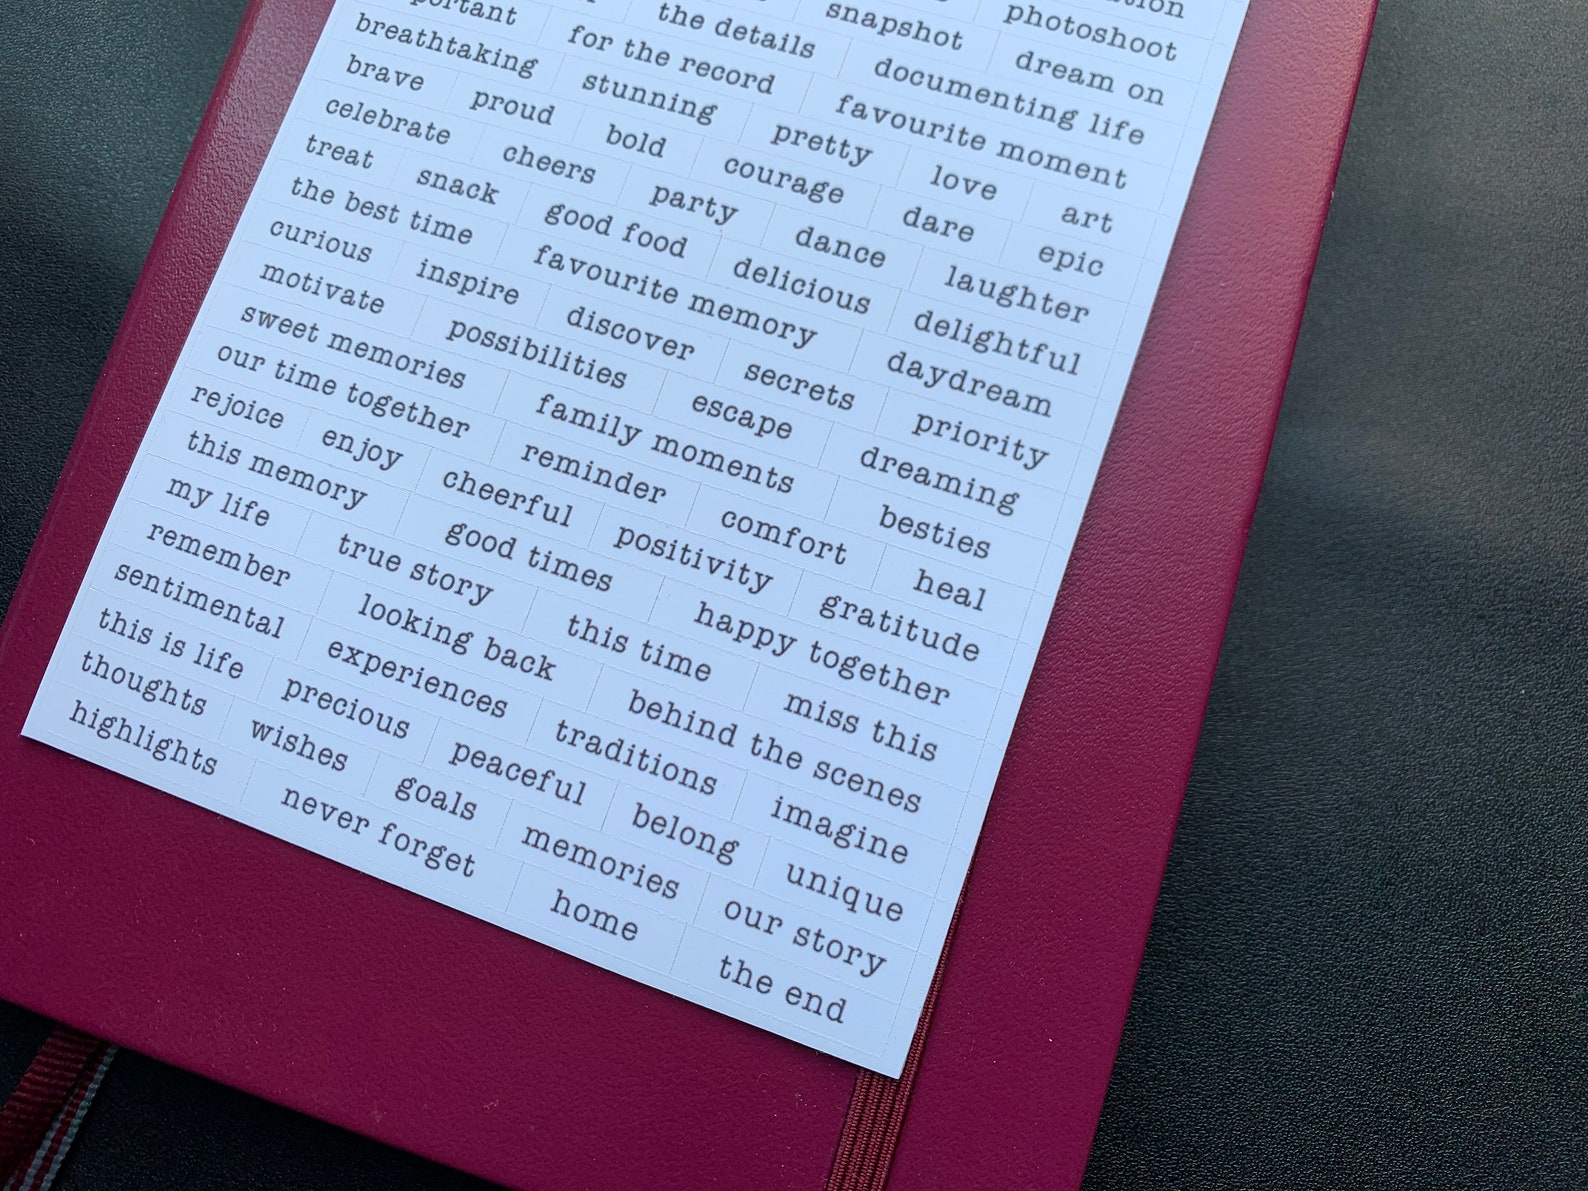 photoshoot
snapshot dream on
the details documenting life
for the record favourite moment
breathtaking stunning pretty love art
brave proud bold courage dare epic
celebrate cheers party dance laughter
treat snack good food delicious delightful
the best time favourite memory daydream
curious inspire discover secrets priority
motivate possibilities escape dreaming
sweet memories family moments besties
our time together reminder comfort heal
rejoice enjoy cheerful positivity gratitude
this memory good times happy together
my life true story this time miss this
remember looking back behind the scenes
sentimental experiences traditions imagine
this is life precious peaceful belong unique
thoughts wishes goals memories our story
highlights never forget home the end